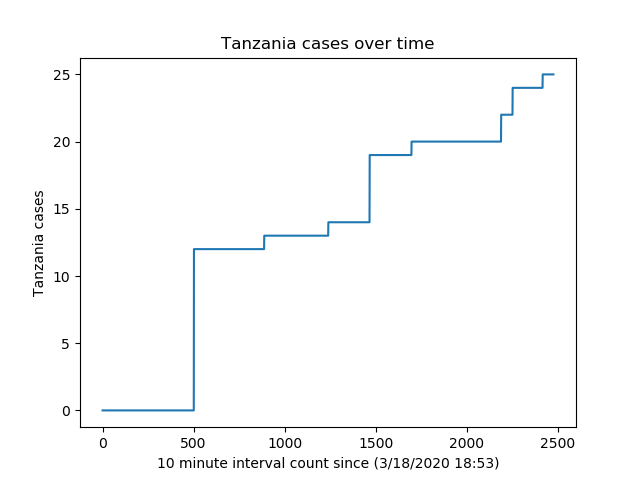 Tanzania cases over time
Tanzania cases
25
20
15
10
5
0
0 500 1000 1500 2000 2500
10 minute interval count since (3/18/2020 18:53)